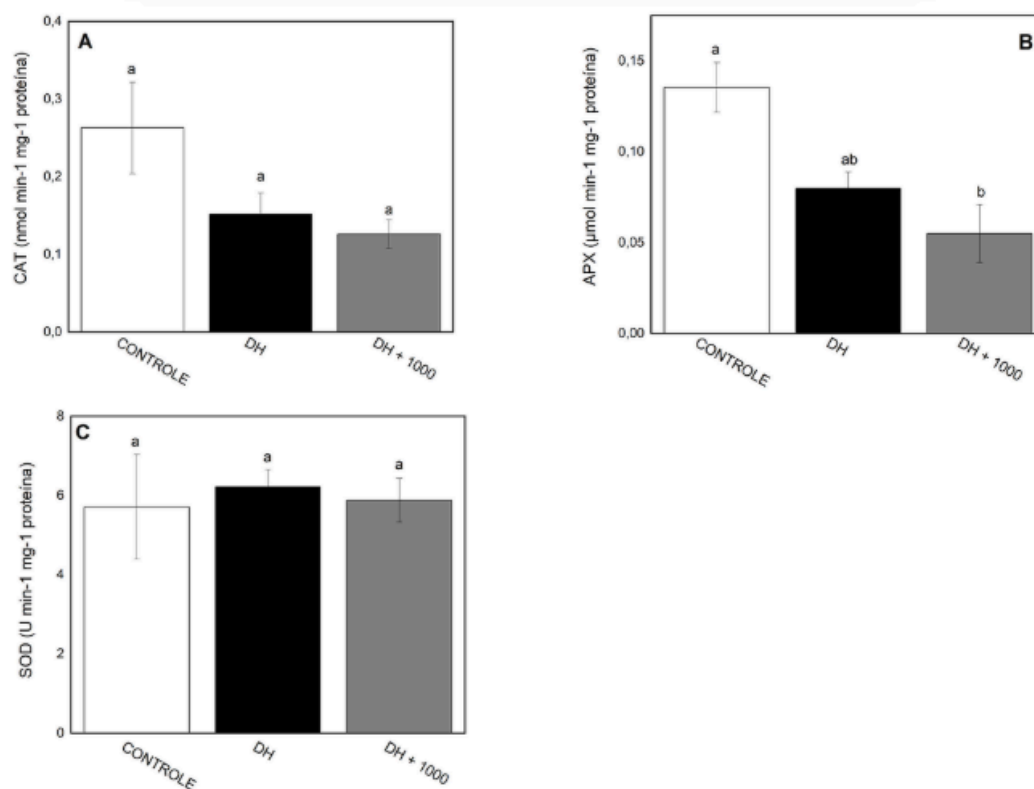 A
CAT (nmol min-1 mg-1 proteína)
0,4
0,3
0,2
0,1
0,0
a
a
a
CONTROLE
DH
DH + 1000
B
APX (µmol min-1 mg-1 proteína)
0,15
0,10
0,05
0,00
a
ab
b
CONTROLE
DH
DH + 1000
C
SOD (U min-1 mg-1 proteína)
8
6
4
2
0
a
a
a
CONTROLE
DH
DH + 1000